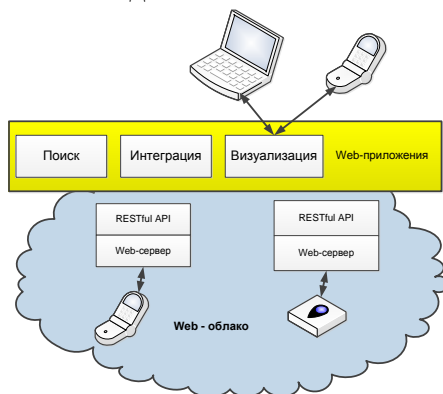 Поиск
Интеграция
Визуализация
Web-приложения
RESTful API
Web-сервер
RESTful API
Web-сервер
Web - облако